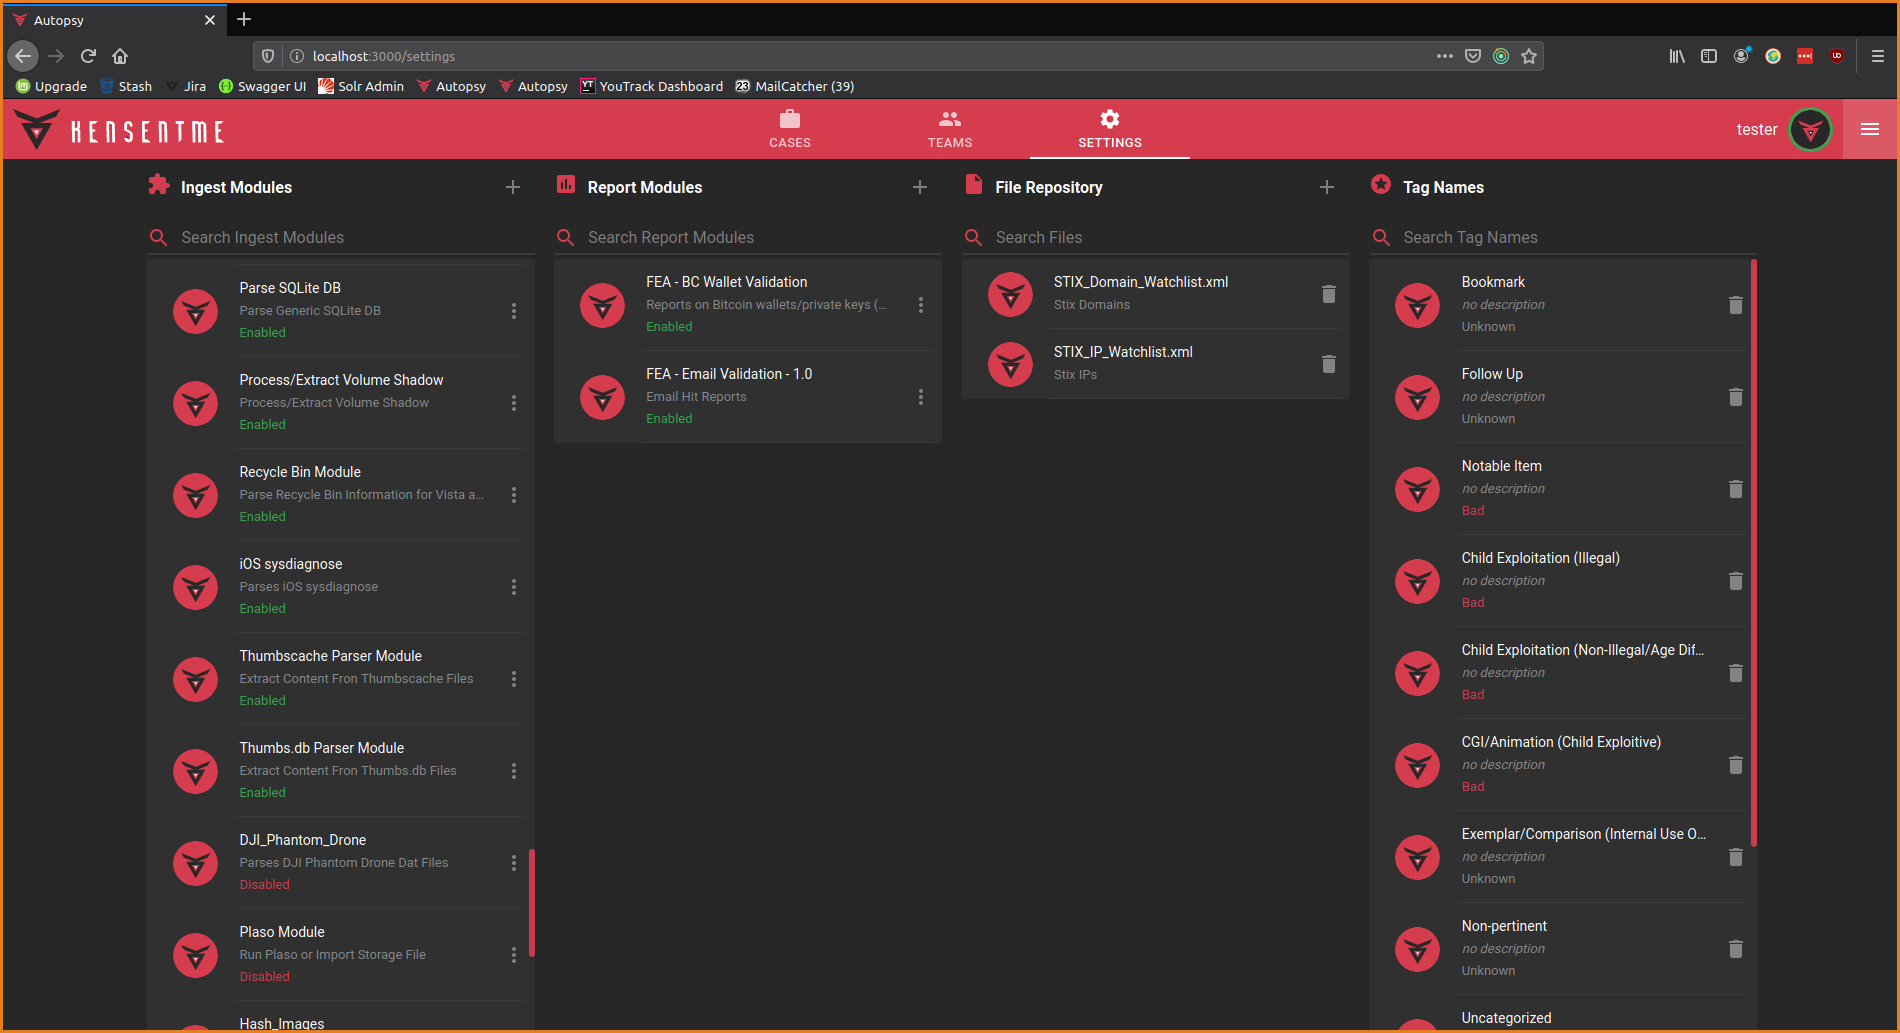 Autopsy
localhost:3000/settings
Upgrade
Stash
Jira
Swagger UI
Solr Admin
Autopsy
Autopsy
YT
YouTrack Dashboard
23
MailCatcher (39)
KENSENTME
CASES
TEAMS
SETTINGS
tester
Ingest Modules
Search Ingest Modules
Parse SQLite DB
Parse Generic SQLite DB
Enabled
Process/Extract Volume Shadow
Process/Extract Volume Shadow
Enabled
Recycle Bin Module
Parse Recycle Bin Information for Vista a...
Enabled
iOS sysdiagnose
Parses iOS sysdiagnose
Enabled
Thumbscache Parser Module
Extract Content Fron Thumbscache Files
Enabled
Thumbs.db Parser Module
Extract Content Fron Thumbs.db Files
Enabled
DJI_Phantom_Drone
Parses DJI Phantom Drone Dat Files
Disabled
Plaso Module
Run Plaso or Import Storage File
Disabled
Hash_Images
Report Modules
Search Report Modules
FEA - BC Wallet Validation
Reports on Bitcoin wallets/private keys (...
Enabled
FEA - Email Validation - 1.0
Email Hit Reports
Enabled
File Repository
Search Files
STIX_Domain_Watchlist.xml
Stix Domains
STIX_IP_Watchlist.xml
Stix IPs
Tag Names
Search Tag Names
Bookmark
no description
Unknown
Follow Up
no description
Unknown
Notable Item
no description
Bad
Child Exploitation (Illegal)
no description
Bad
Child Exploitation (Non-Illegal/Age Dif...
no description
Bad
CGI/Animation (Child Exploitive)
no description
Bad
Exemplar/Comparison (Internal Use O...
no description
Unknown
Non-pertinent
no description
Unknown
Uncategorized